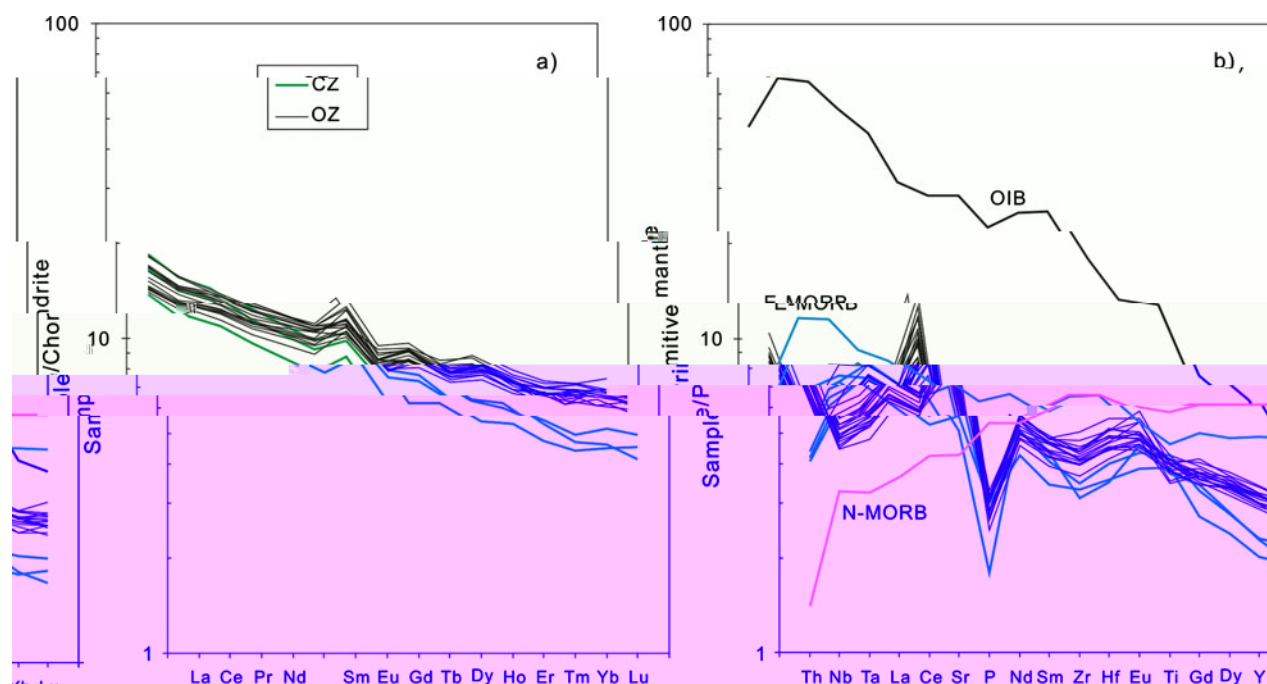 100
a)
CZ
OZ
10
1
La Ce Pr Nd Sm Eu Gd Tb Dy Ho Er Tm Yb Lu
100
b),
OIB
E-MORB
10
N-MORB
1
Th Nb Ta La Ce Sr P Nd Sm Zr Hf Eu Ti Gd Dy Y